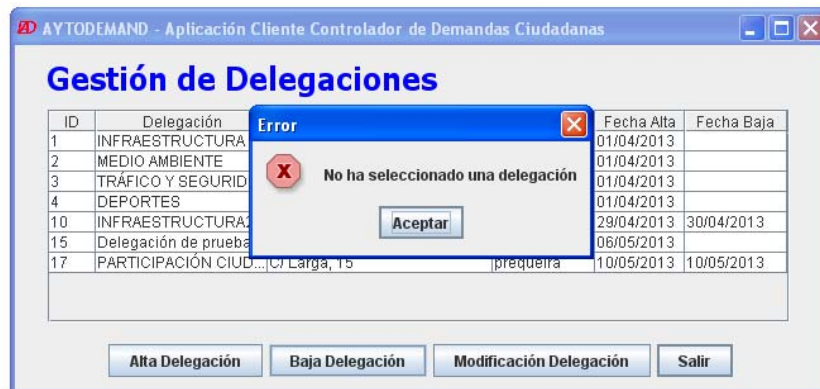 AYTODEMAND - Aplicación Cliente Controlador de Demandas Ciudadanas
Gestión de Delegaciones
ID Delegación Fecha Alta Fecha Baja
1 INFRAESTRUCTURA 01/04/2013
2 MEDIO AMBIENTE 01/04/2013
3 TRÁFICO Y SEGURID 01/04/2013
4 DEPORTES 01/04/2013
10 INFRAESTRUCTURA2 29/04/2013 30/04/2013
15 Delegación de prueba 06/05/2013
17 PARTICIPACIÓN CIUD... C/ Larga, 15 prequeira 10/05/2013 10/05/2013
Error
No ha seleccionado una delegación
Aceptar
Alta Delegación Baja Delegación Modificación Delegación Salir